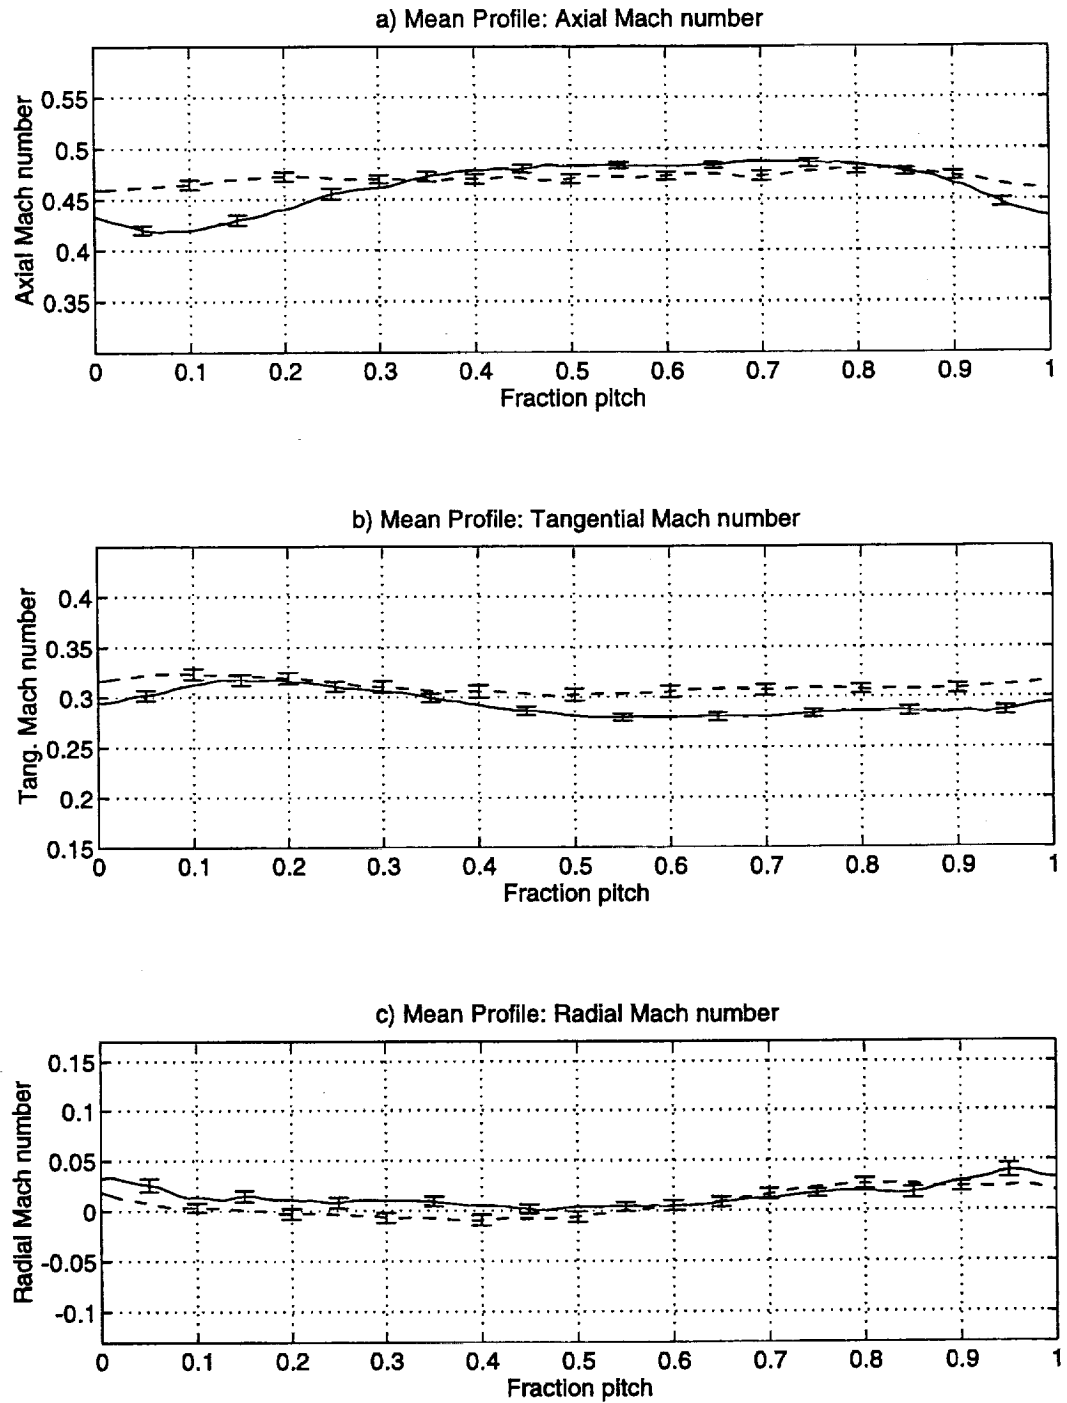 a) Mean Profile: Axial Mach number
Axial Mach number
0.55
0.5
0.45
0.4
0.35
0 0.1 0.2 0.3 0.4 0.5 0.6 0.7 0.8 0.9 1
Fraction pitch
b) Mean Profile: Tangential Mach number
Tang. Mach number
0.4
0.35
0.3
0.25
0.2
0.15
0 0.1 0.2 0.3 0.4 0.5 0.6 0.7 0.8 0.9 1
Fraction pitch
c) Mean Profile: Radial Mach number
Radial Mach number
0.15
0.1
0.05
0
-0.05
-0.1
0 0.1 0.2 0.3 0.4 0.5 0.6 0.7 0.8 0.9 1
Fraction pitch